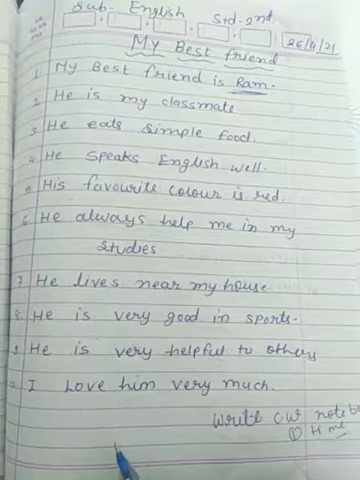 Sub- English Std-2nd
26/9/21
My Best friend
1. My Best friend is Ram.
2. He is my classmate
3. He eats simple food.
4. He speaks English well.
5. His favourite colour is red.
6. He always help me in my
studies
7. He lives near my house
8. He is very good in sports.
9. He is very helpful to others
10. I Love him very much.
Write cw noteb